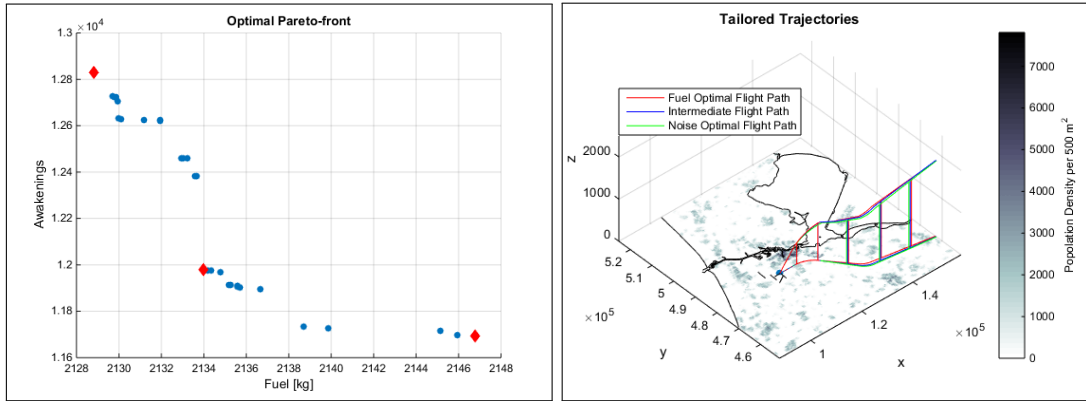 Optimal Pareto-front
×10⁴
1.3
1.28
1.26
1.24
1.22
1.2
1.18
1.16
Awakenings
2128 2130 2132 2134 2136 2138 2140 2142 2144 2146 2148
Fuel [kg]
Tailored Trajectories
Fuel Optimal Flight Path
Intermediate Flight Path
Noise Optimal Flight Path
z
2000
1000
0
5.2
5.1
5
4.9
4.8
4.7
4.6
×10⁵
y
1
1.2
1.4
×10⁵
x
7000
6000
5000
4000
3000
2000
1000
0
Population Density per 500 m²